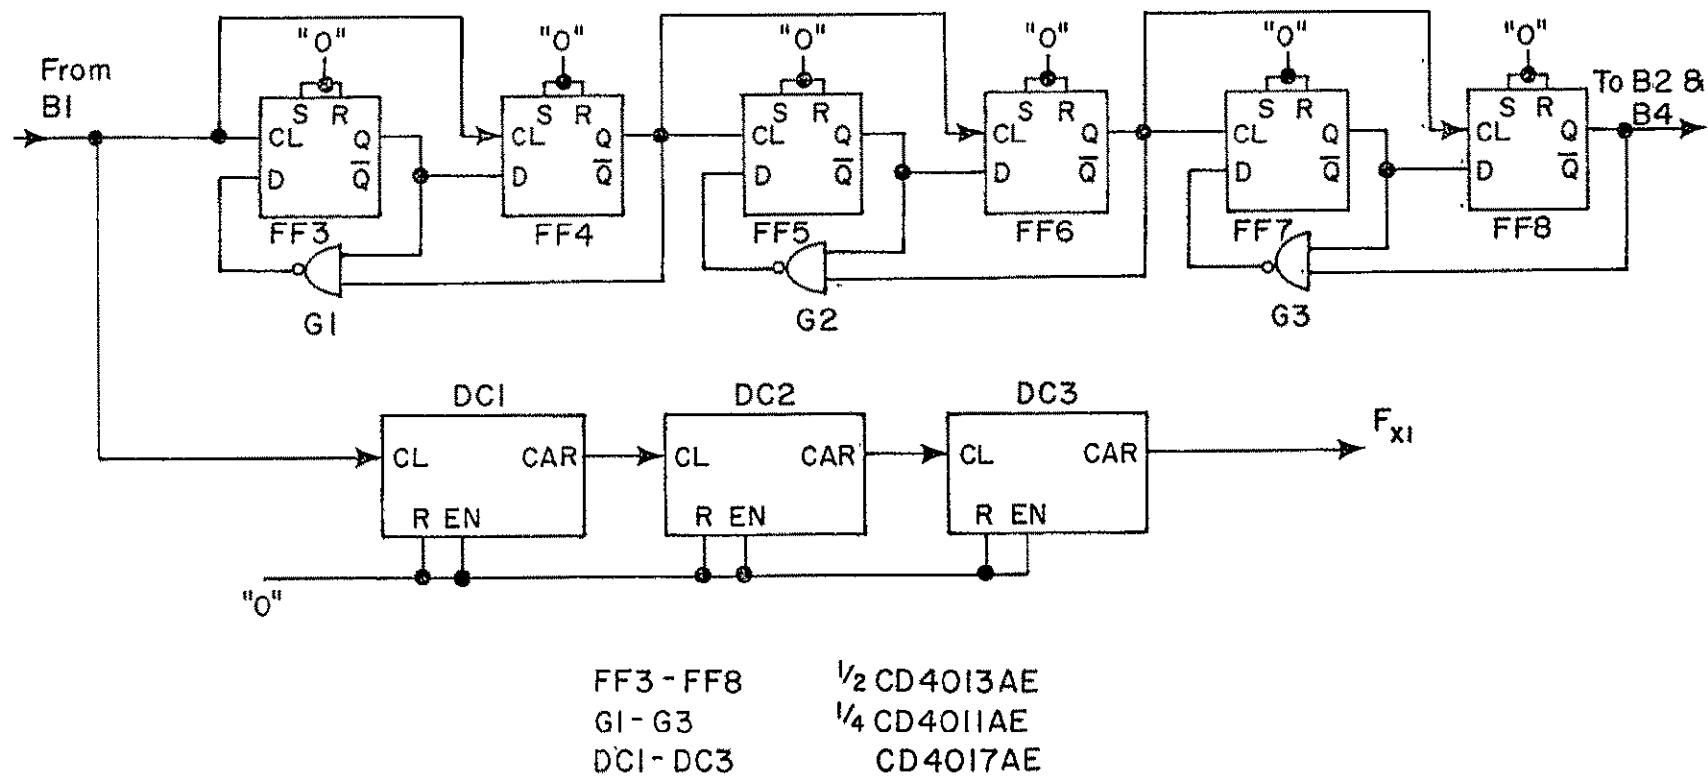 "O" "O" "O" "O" "O" "O"
From B1
To B2 & B4
S R S R S R S R S R S R
CL Q CL Q CL Q CL Q CL Q CL Q
D Q̅ D Q̅ D Q̅ D Q̅ D Q̅ D Q̅
FF3 FF4 FF5 FF6 FF7 FF8
G1 G2 G3
DC1 DC2 DC3
CL CAR CL CAR CL CAR Fx1
R EN R EN R EN
"O"
FF3 - FF8 1/2 CD4013AE
G1 - G3 1/4 CD4011AE
DC1 - DC3 CD4017AE